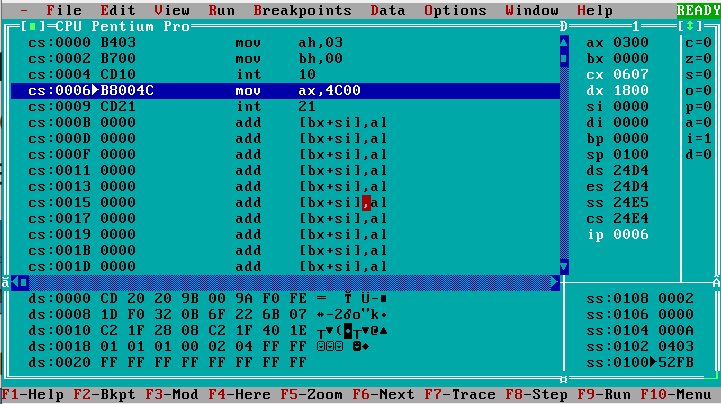 - File Edit View Run Breakpoints Data Options Window Help READY
[■]=CPU Pentium Pro 1 [↕]
cs:0000 B403 mov ah,03 ax 0300 c=0
cs:0002 B700 mov bh,00 bx 0000 z=0
cs:0004 CD10 int 10 cx 0607 s=0
cs:0006►B8004C mov ax,4C00 dx 1800 o=0
cs:0009 CD21 int 21 si 0000 p=0
cs:000B 0000 add [bx+si],al di 0000 a=0
cs:000D 0000 add [bx+si],al bp 0000 i=1
cs:000F 0000 add [bx+si],al sp 0100 d=0
cs:0011 0000 add [bx+si],al ds 24D4
cs:0013 0000 add [bx+si],al es 24D4
cs:0015 0000 add [bx+si],al ss 24E5
cs:0017 0000 add [bx+si],al cs 24E4
cs:0019 0000 add [bx+si],al ip 0006
cs:001B 0000 add [bx+si],al
cs:001D 0000 add [bx+si],al
ds:0000 CD 20 20 9B 00 9A F0 FE ss:0108 0002
ds:0008 1D F0 32 0B 6F 22 6B 07 ↔-2♂o"k• ss:0106 0000
ds:0010 C2 1F 28 08 C2 1F 40 1E ┬▼(◘┬▼@▲ ss:0104 000A
ds:0018 01 01 01 00 02 04 FF FF ☺☺☺ ☻♦ ss:0102 0403
ds:0020 FF FF FF FF FF FF FF FF ss:0100►52FB
F1-Help F2-Bkpt F3-Mod F4-Here F5-Zoom F6-Next F7-Trace F8-Step F9-Run F10-Menu